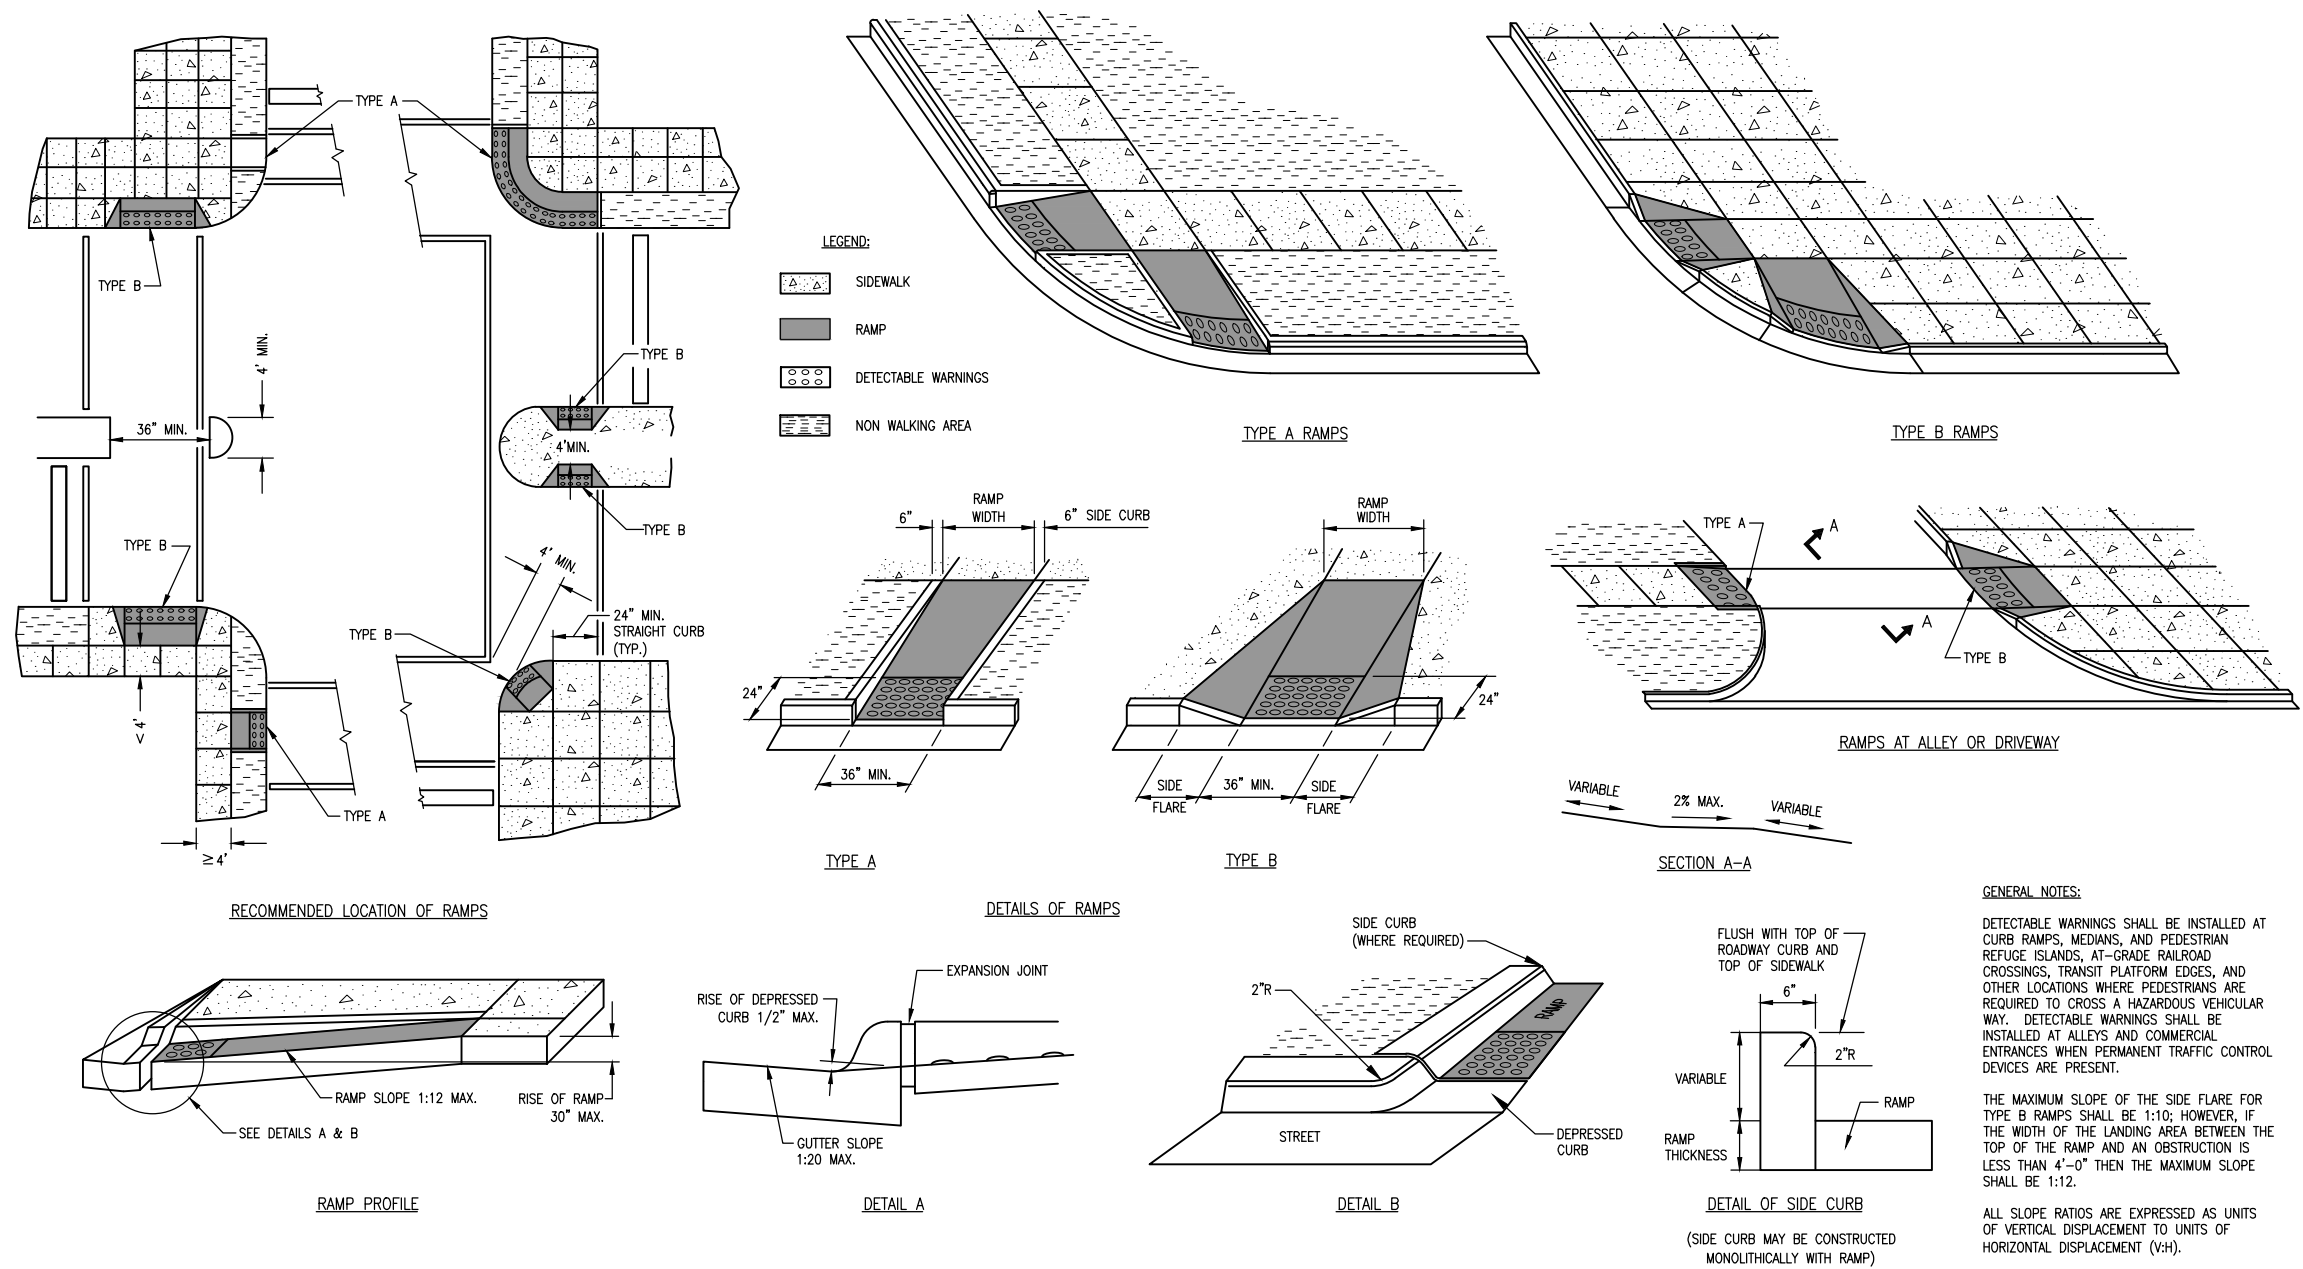 TYPE A
TYPE B
4' MIN.
36" MIN.
TYPE B
4'MIN.
TYPE B
TYPE B
4' MIN.
24" MIN.
STRAIGHT CURB
(TYP.)
TYPE B
< 4'
TYPE A
≥ 4'
RECOMMENDED LOCATION OF RAMPS
LEGEND:
SIDEWALK
RAMP
DETECTABLE WARNINGS
NON WALKING AREA
TYPE A RAMPS
TYPE B RAMPS
6"
RAMP
WIDTH
6" SIDE CURB
24"
36" MIN.
TYPE A
RAMP
WIDTH
24"
SIDE
FLARE
36" MIN.
SIDE
FLARE
TYPE B
DETAILS OF RAMPS
TYPE A
A
A
TYPE B
RAMPS AT ALLEY OR DRIVEWAY
VARIABLE
2% MAX.
VARIABLE
SECTION A-A
RAMP SLOPE 1:12 MAX.
RISE OF RAMP
30" MAX.
SEE DETAILS A & B
RAMP PROFILE
EXPANSION JOINT
RISE OF DEPRESSED
CURB 1/2" MAX.
GUTTER SLOPE
1:20 MAX.
DETAIL A
SIDE CURB
(WHERE REQUIRED)
2"R
RAMP
STREET
DEPRESSED
CURB
DETAIL B
FLUSH WITH TOP OF
ROADWAY CURB AND
TOP OF SIDEWALK
6"
2"R
VARIABLE
RAMP
RAMP
THICKNESS
DETAIL OF SIDE CURB
(SIDE CURB MAY BE CONSTRUCTED
MONOLITHICALLY WITH RAMP)
GENERAL NOTES:
DETECTABLE WARNINGS SHALL BE INSTALLED AT
CURB RAMPS, MEDIANS, AND PEDESTRIAN
REFUGE ISLANDS, AT-GRADE RAILROAD
CROSSINGS, TRANSIT PLATFORM EDGES, AND
OTHER LOCATIONS WHERE PEDESTRIANS ARE
REQUIRED TO CROSS A HAZARDOUS VEHICULAR
WAY. DETECTABLE WARNINGS SHALL BE
INSTALLED AT ALLEYS AND COMMERCIAL
ENTRANCES WHEN PERMANENT TRAFFIC CONTROL
DEVICES ARE PRESENT.
THE MAXIMUM SLOPE OF THE SIDE FLARE FOR
TYPE B RAMPS SHALL BE 1:10; HOWEVER, IF
THE WIDTH OF THE LANDING AREA BETWEEN THE
TOP OF THE RAMP AND AN OBSTRUCTION IS
LESS THAN 4'-0" THEN THE MAXIMUM SLOPE
SHALL BE 1:12.
ALL SLOPE RATIOS ARE EXPRESSED AS UNITS
OF VERTICAL DISPLACEMENT TO UNITS OF
HORIZONTAL DISPLACEMENT (V:H).